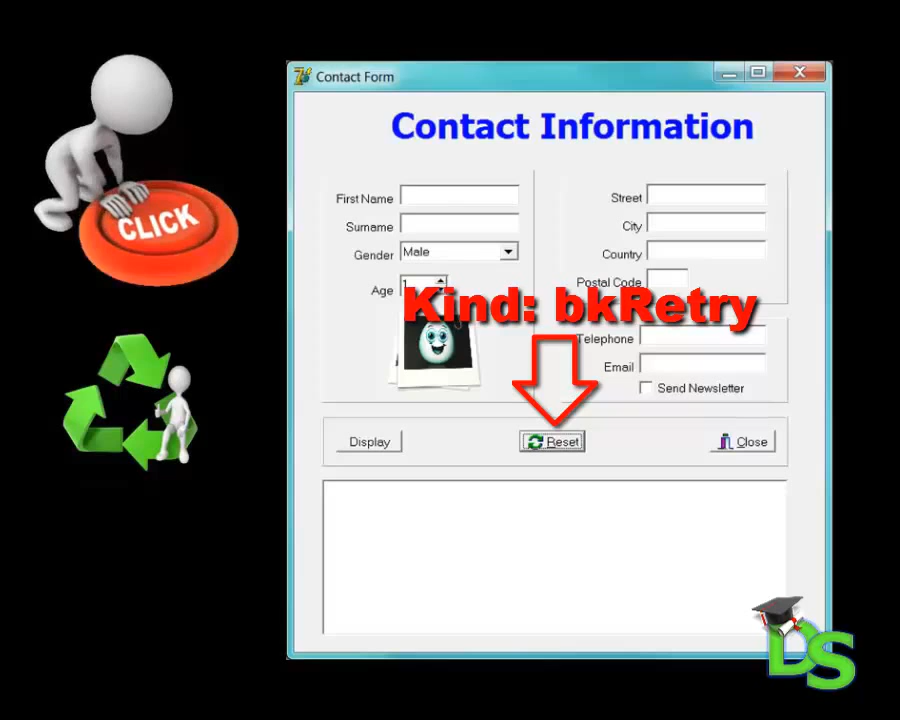 Contact Form
Contact Information
CLICK
First Name
Surname
Gender Male
Age 1
Street
City
Country
Postal Code
Kind: bkRetry
Telephone
Email
Send Newsletter
Display
Reset
Close
DS